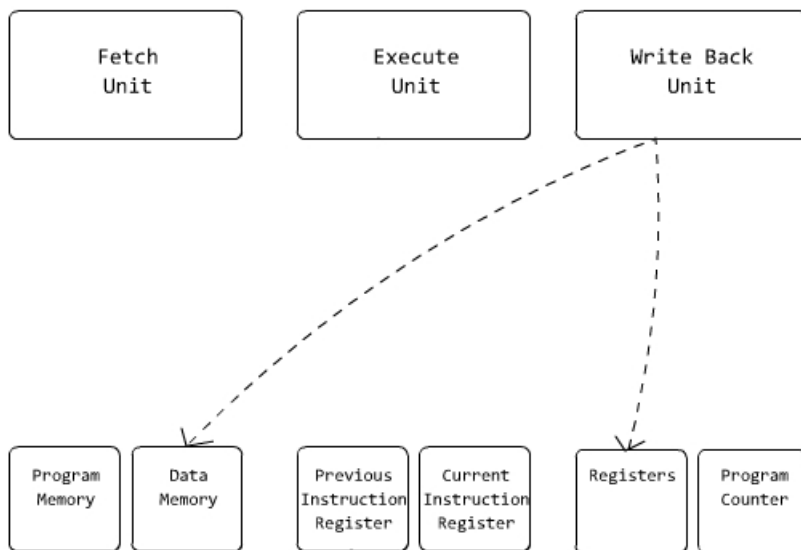 Fetch
Unit
Execute
Unit
Write Back
Unit
Program
Memory
Data
Memory
Previous
Instruction
Register
Current
Instruction
Register
Registers
Program
Counter